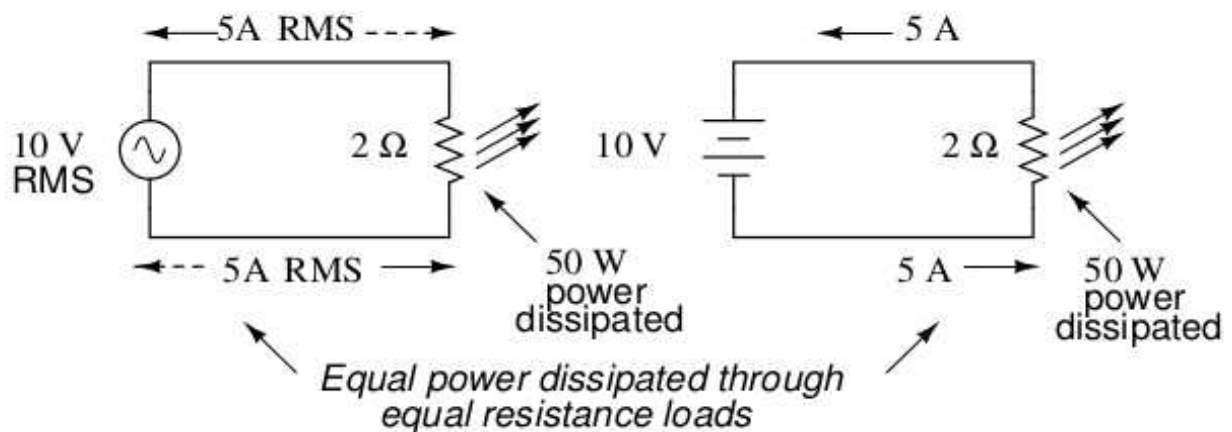 5A RMS
5 A
10 V
RMS
2 Ω
10 V
2 Ω
5A RMS
50 W
power
dissipated
5 A
50 W
power
dissipated
Equal power dissipated through
equal resistance loads